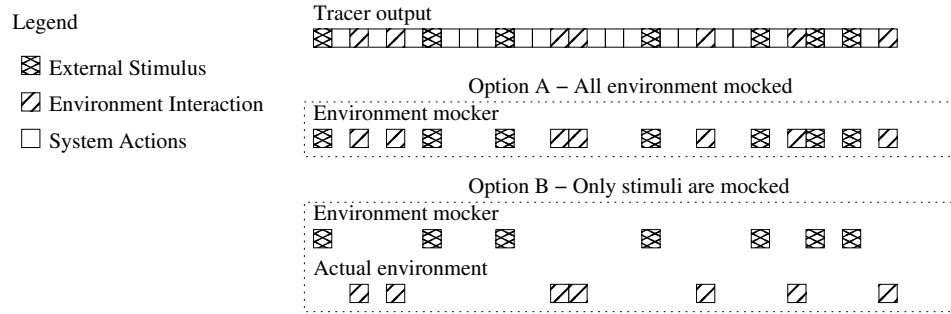 Legend
External Stimulus
Environment Interaction
System Actions
Tracer output
Option A − All environment mocked
Environment mocker
Option B − Only stimuli are mocked
Environment mocker
Actual environment